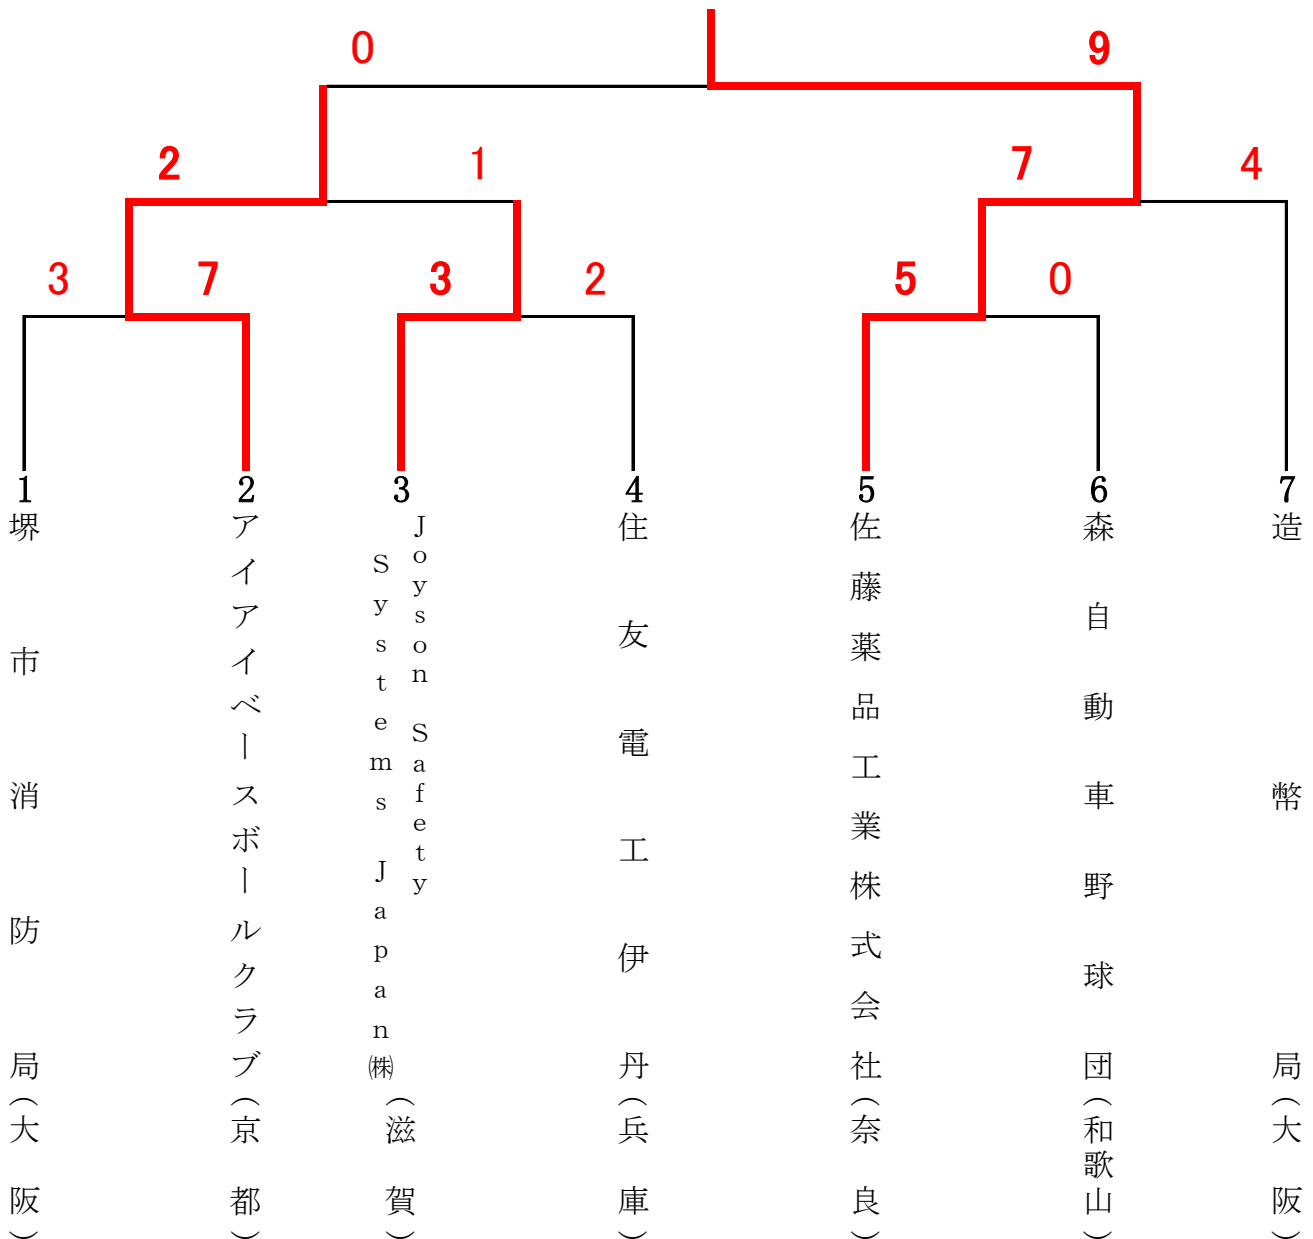 0 9
2 1 7 4
3 7 3 2 5 0
1 2 3 4 5 6 7
堺市消防局(大阪)
アイアイベースボールクラブ(京都)
Joyson Safety
Systems Japan㈱(滋賀)
住友電工伊丹(兵庫)
佐藤薬品工業株式会社(奈良)
森自動車野球団(和歌山)
造幣局(大阪)